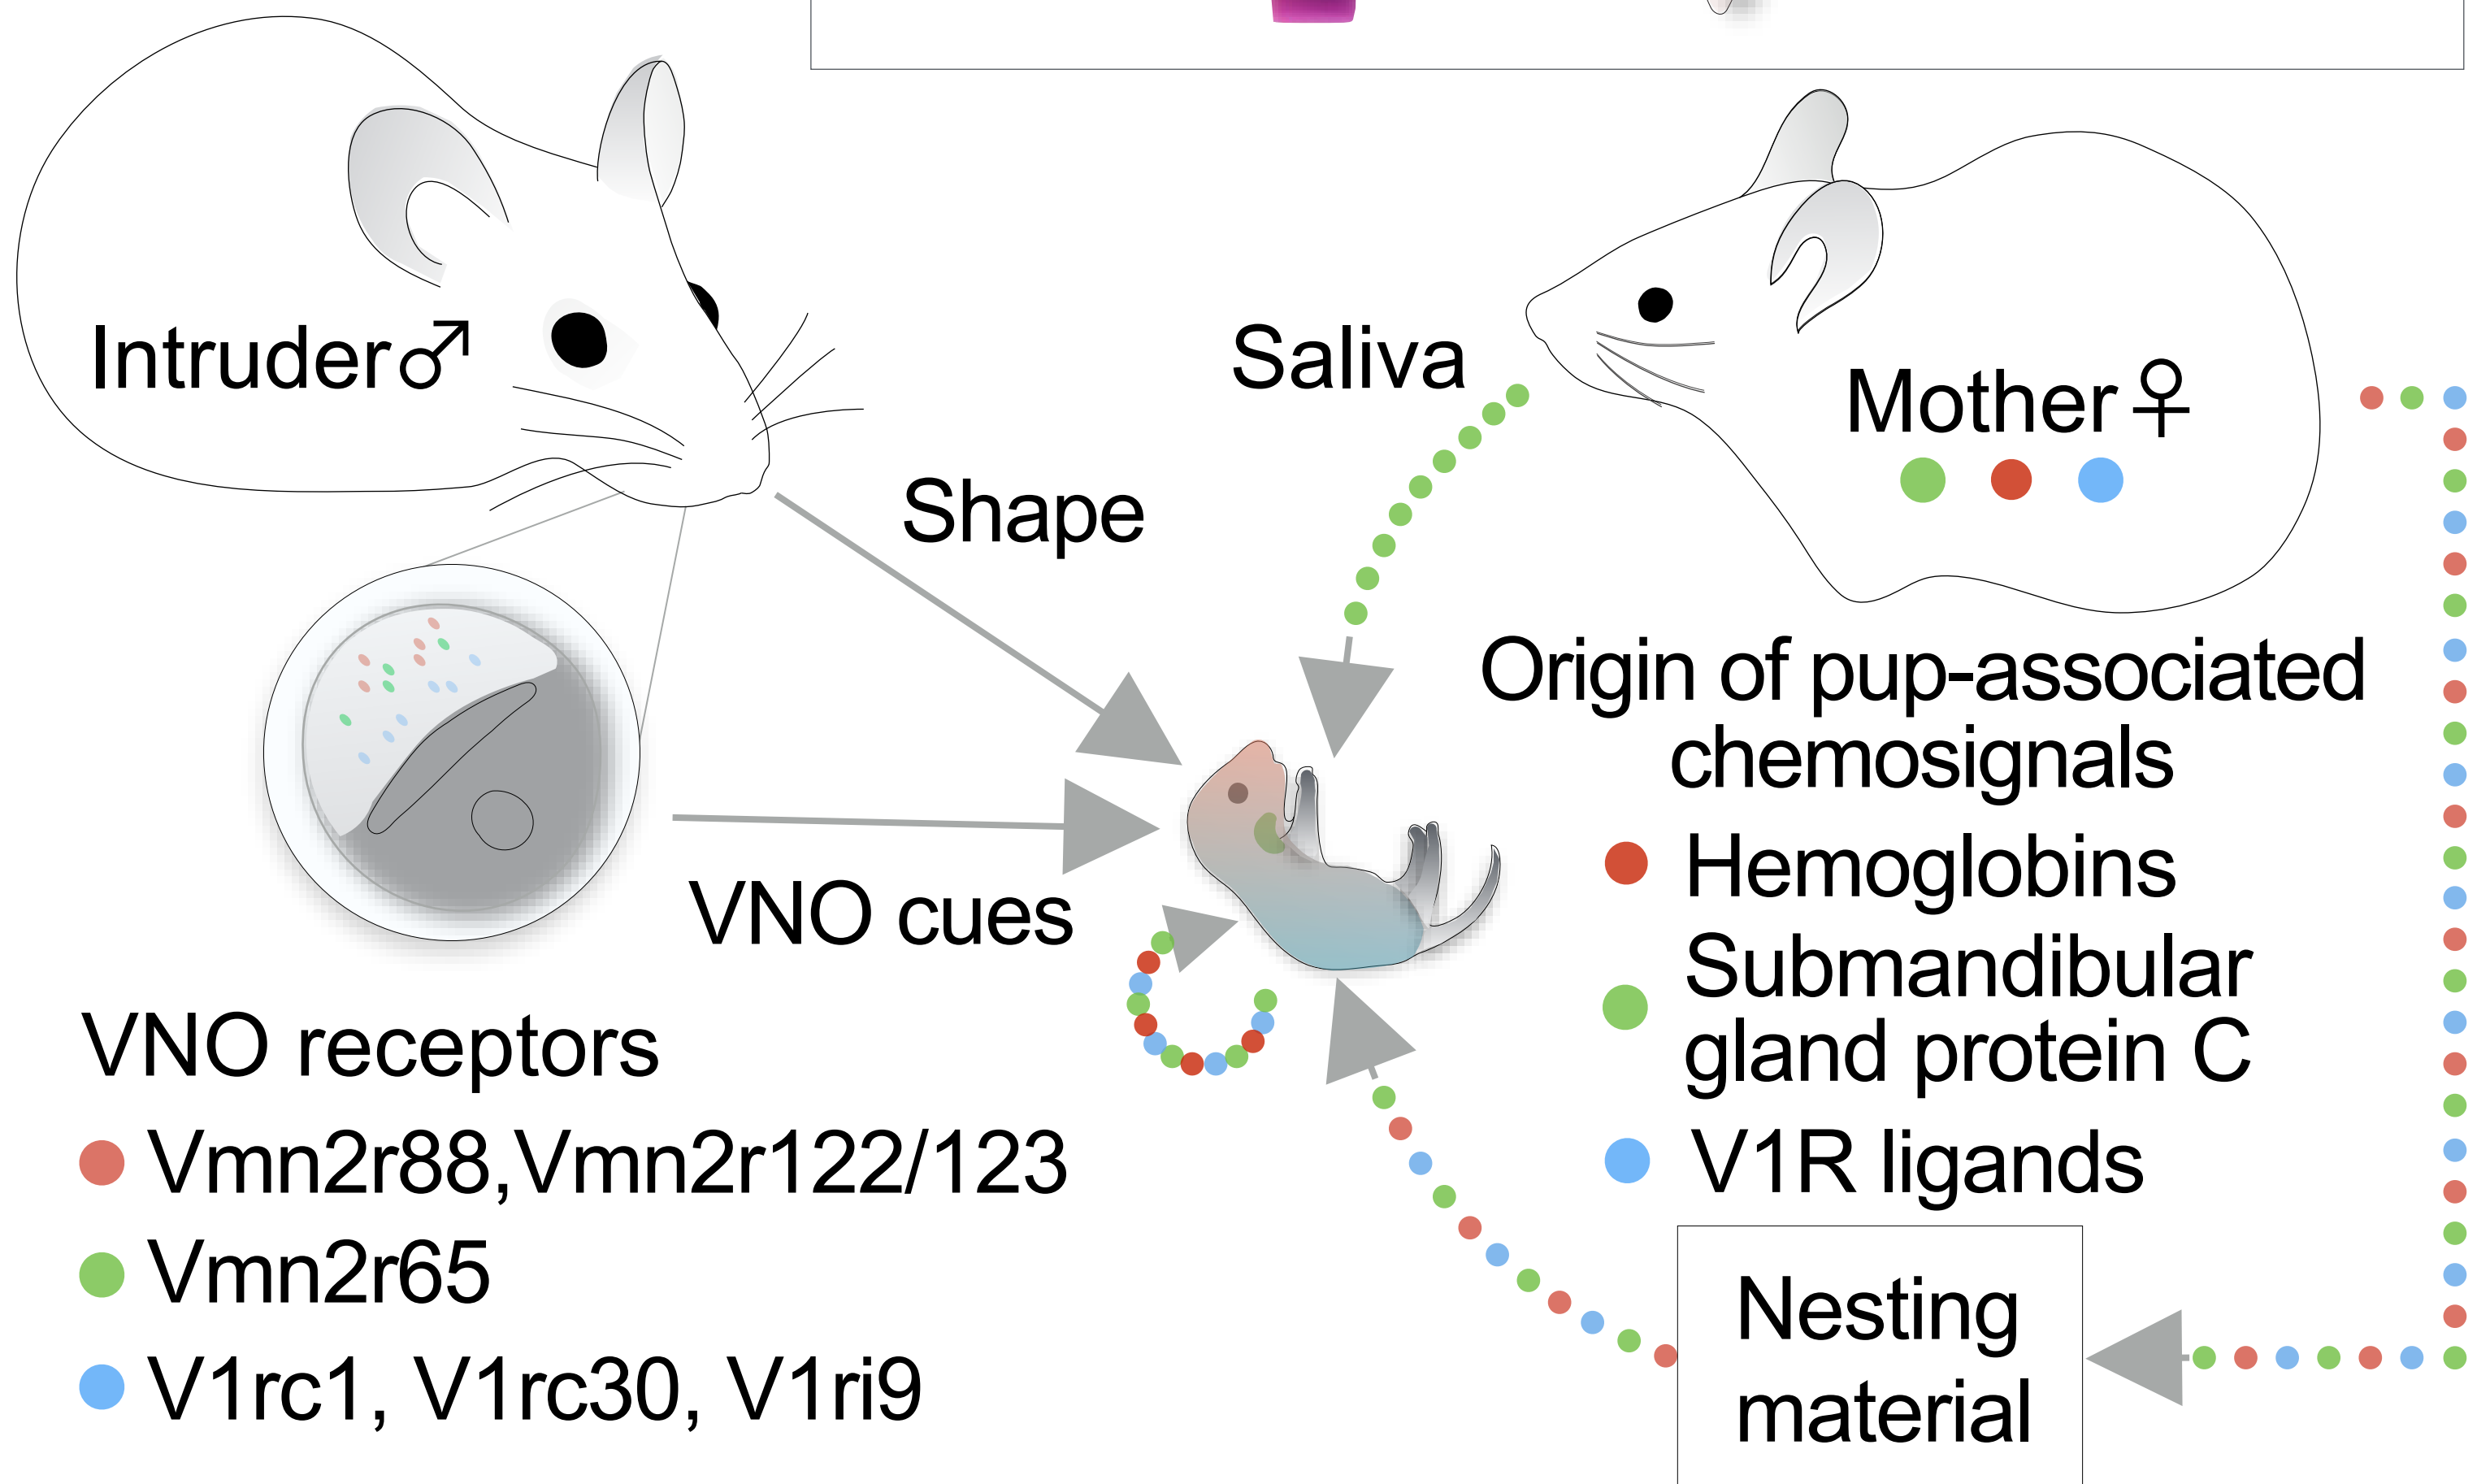 Intruder♂
Saliva
Mother♀
Shape
Origin of pup-associated
chemosignals
Hemoglobins
Submandibular
gland protein C
V1R ligands
VNO cues
VNO receptors
Vmn2r88,Vmn2r122/123
Vmn2r65
V1rc1, V1rc30, V1ri9
Nesting
material